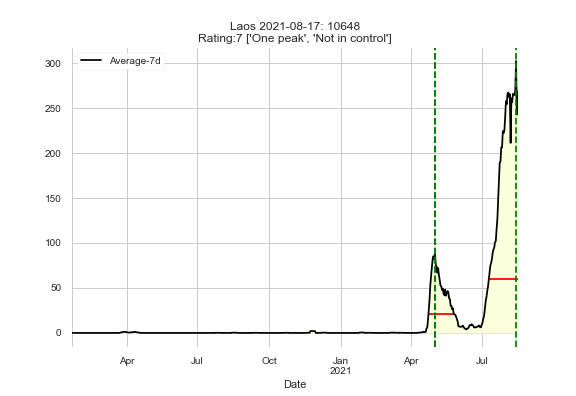 Laos 2021-08-17: 10648
Rating:7 ['One peak', 'Not in control']
Average-7d
300
250
200
150
100
50
0
Apr
Jul
Oct
Jan
2021
Apr
Jul
Date